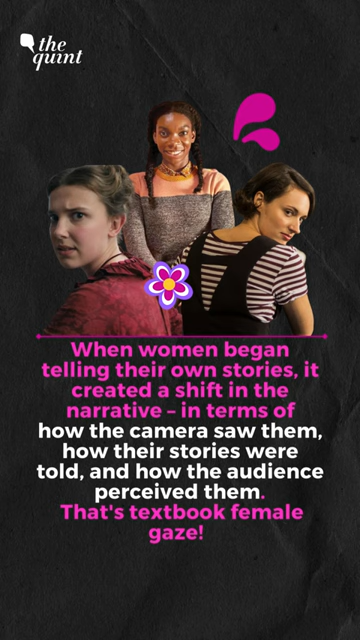 the
quint
When women began
telling their own stories, it
created a shift in the
narrative – in terms of
how the camera saw them,
how their stories were
told, and how the audience
perceived them.
That's textbook female
gaze!